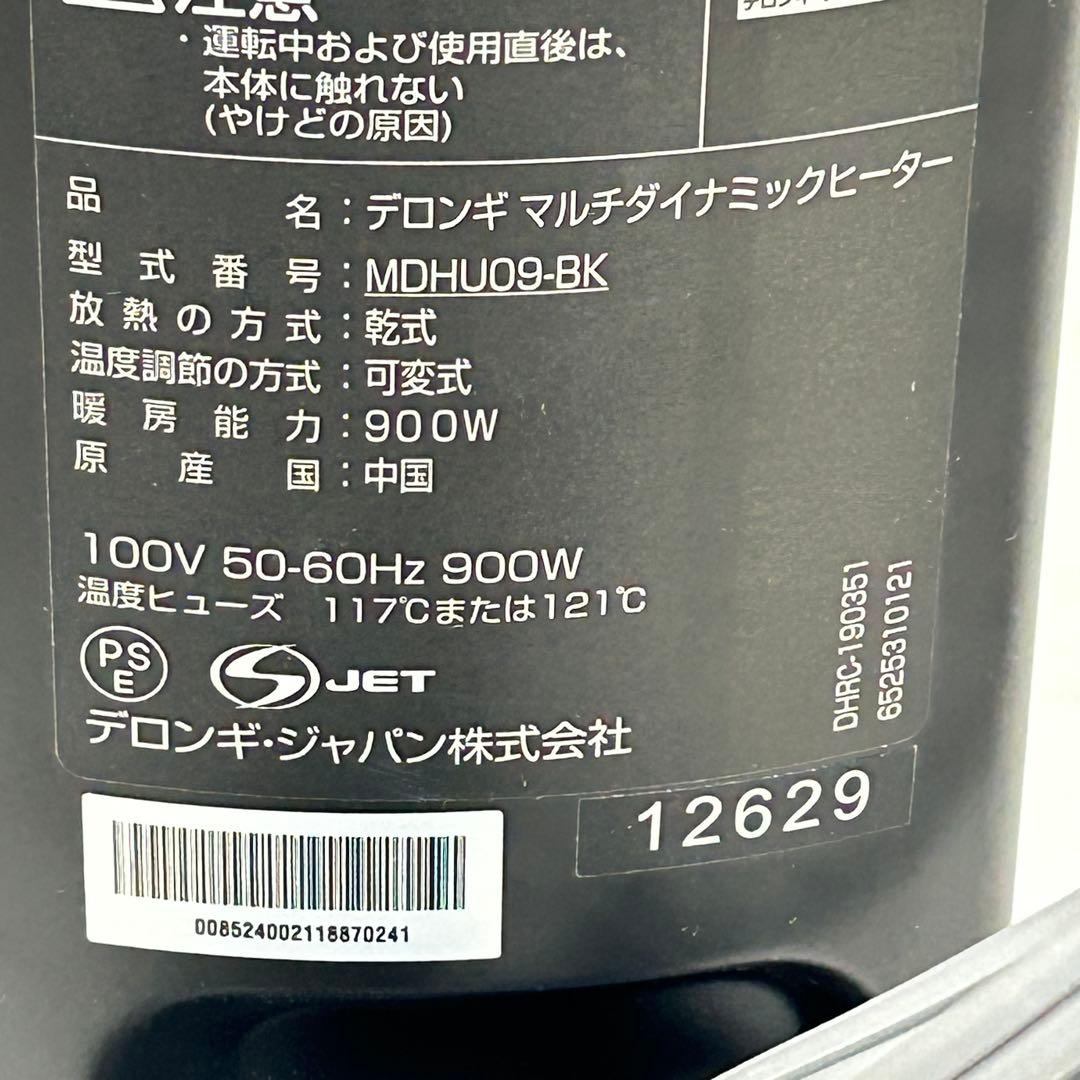 注意
・運転中および使用直後は、
本体に触れない
(やけどの原因)
品名：デロンギ マルチダイナミックヒーター
型式番号：MDHU09-BK
放熱の方式：乾式
温度調節の方式：可変式
暖房能力：900W
原産国：中国
100V 50-60Hz 900W
温度ヒューズ 117℃または121℃
PSE
S JET
デロンギ・ジャパン株式会社
DHRC-190351
6525310121
12629
008524002118870241